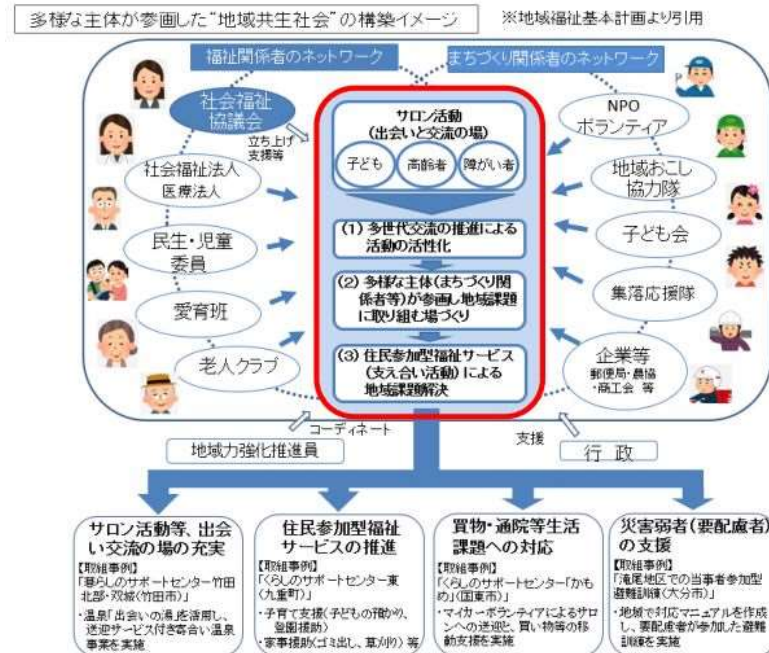 多様な主体が参画した“地域共生社会”の構築イメージ
※地域福祉基本計画より引用
福祉関係者のネットワーク
まちづくり関係者のネットワーク
社会福祉
協議会
立ち上げ
支援等
社会福祉法人
医療法人
民生・児童
委員
愛育班
老人クラブ
サロン活動
(出会いと交流の場)
子ども
高齢者
障がい者
(1) 多世代交流の推進による
活動の活性化
(2) 多様な主体(まちづくり関
係者等)が参画し地域課題
に取り組む場づくり
(3) 住民参加型福祉サービス
(支え合い活動)による
地域課題解決
NPO
ボランティア
地域おこし
協力隊
子ども会
集落応援隊
企業等
郵便局・農協
・商工会 等
コーディネート
地域力強化推進員
支援
行 政
サロン活動等、出会
い交流の場の充実
【取組事例】
「暮らしのサポートセンター竹田
北部・双城(竹田市)」
・温泉「出会いの湯」を活用し、
送迎サービス付き寄合い温泉
事業を実施
住民参加型福祉
サービスの推進
【取組事例】
「くらしのサポートセンター東
(九重町)」
・子育て支援(子どもの預かり、
登園援助)
・家事援助(ゴミ出し、草刈り) 等
買物・通院等生活
課題への対応
【取組事例】
「くらしのサポートセンター「かも
め」(国東市)」
・マイカーボランティアによるサロ
ンへの送迎と、買い物等の移
動支援を実施
災害弱者(要配慮者)
の支援
【取組事例】
「滝尾地区での当事者参加型
避難訓練(大分市)」
・地域で対応マニュアルを作成
し、要配慮者が参加した避難
訓練を実施